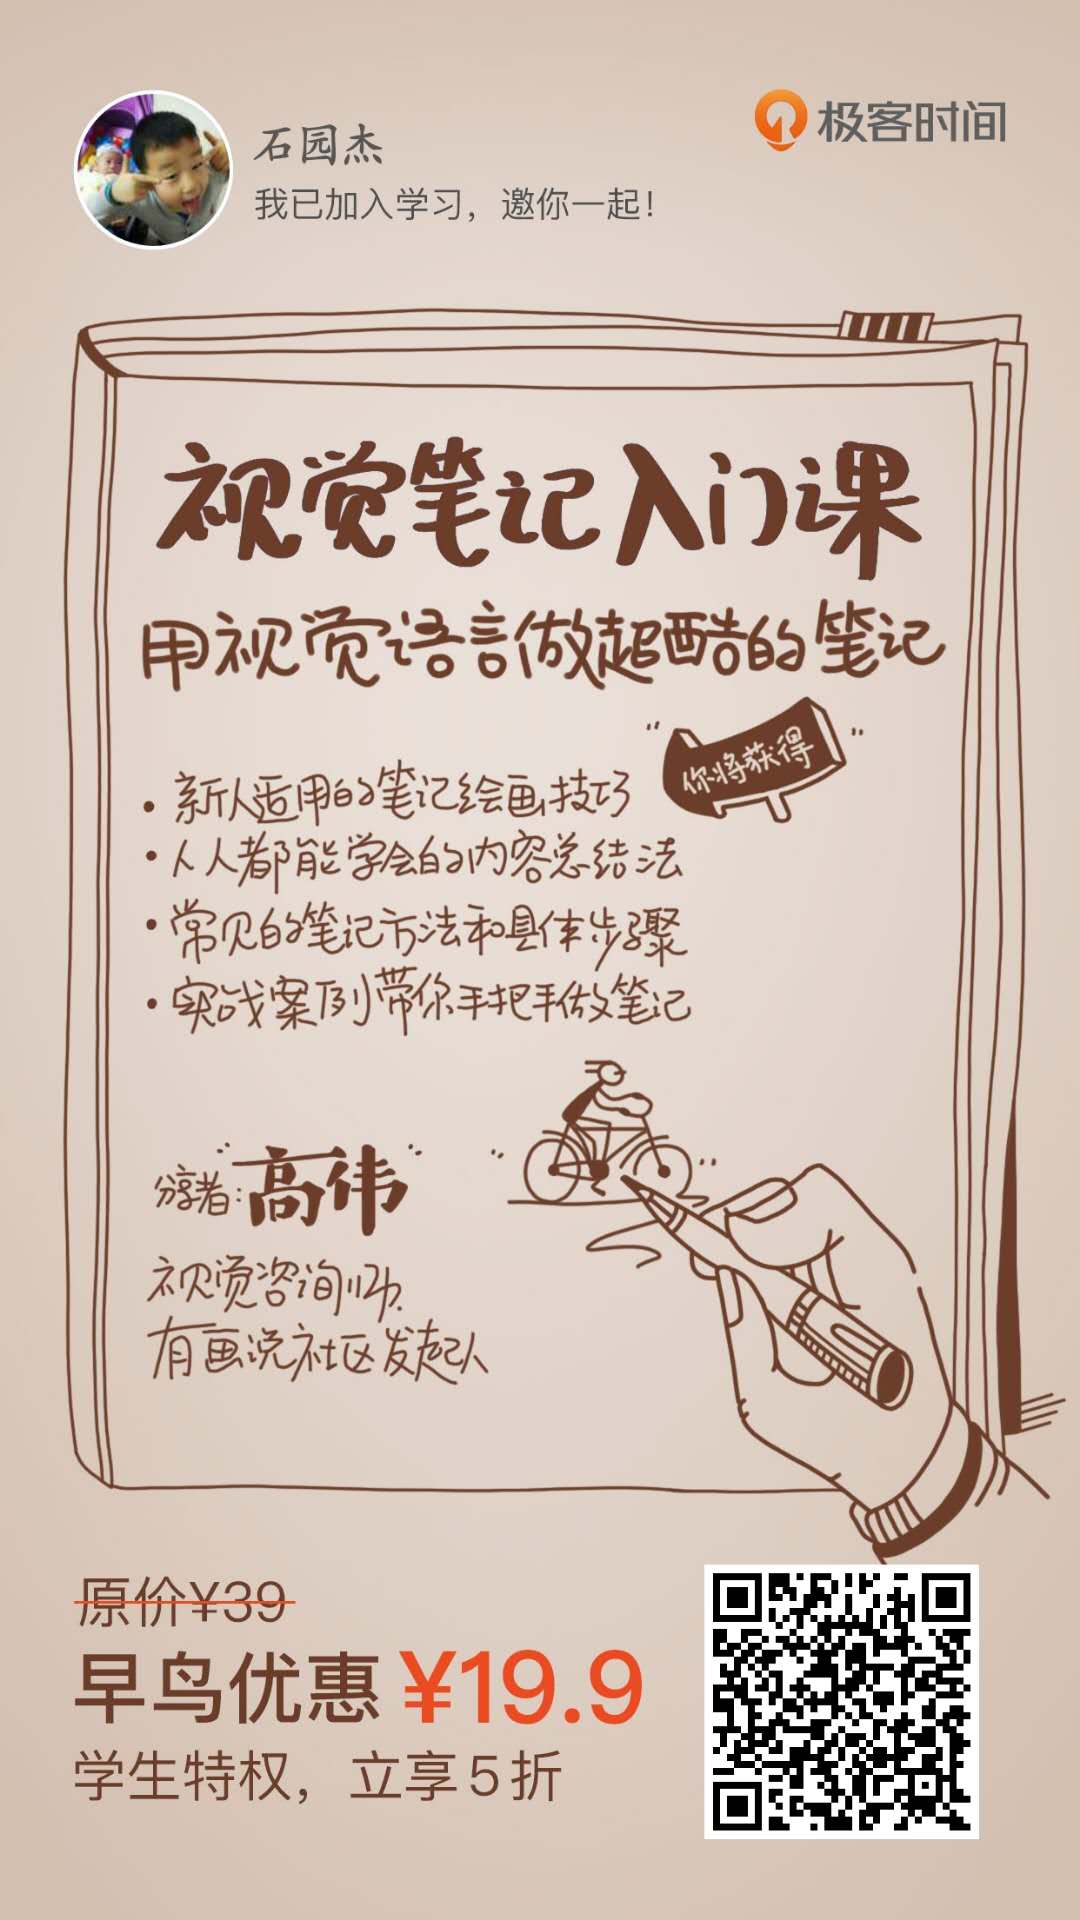 石园杰
我已加入学习，邀你一起！
极客时间
视觉笔记入门课
用视觉语言做超酷的笔记
你将获得
· 新人适用的笔记绘画技巧
· 人人都能学会的内容总结法
· 常见的笔记方法和具体步骤
· 实战案例带你手把手做笔记
分享者：高伟
视觉咨询师、
有画说社区发起人
原价¥39
早鸟优惠 ¥19.9
学生特权，立享5折